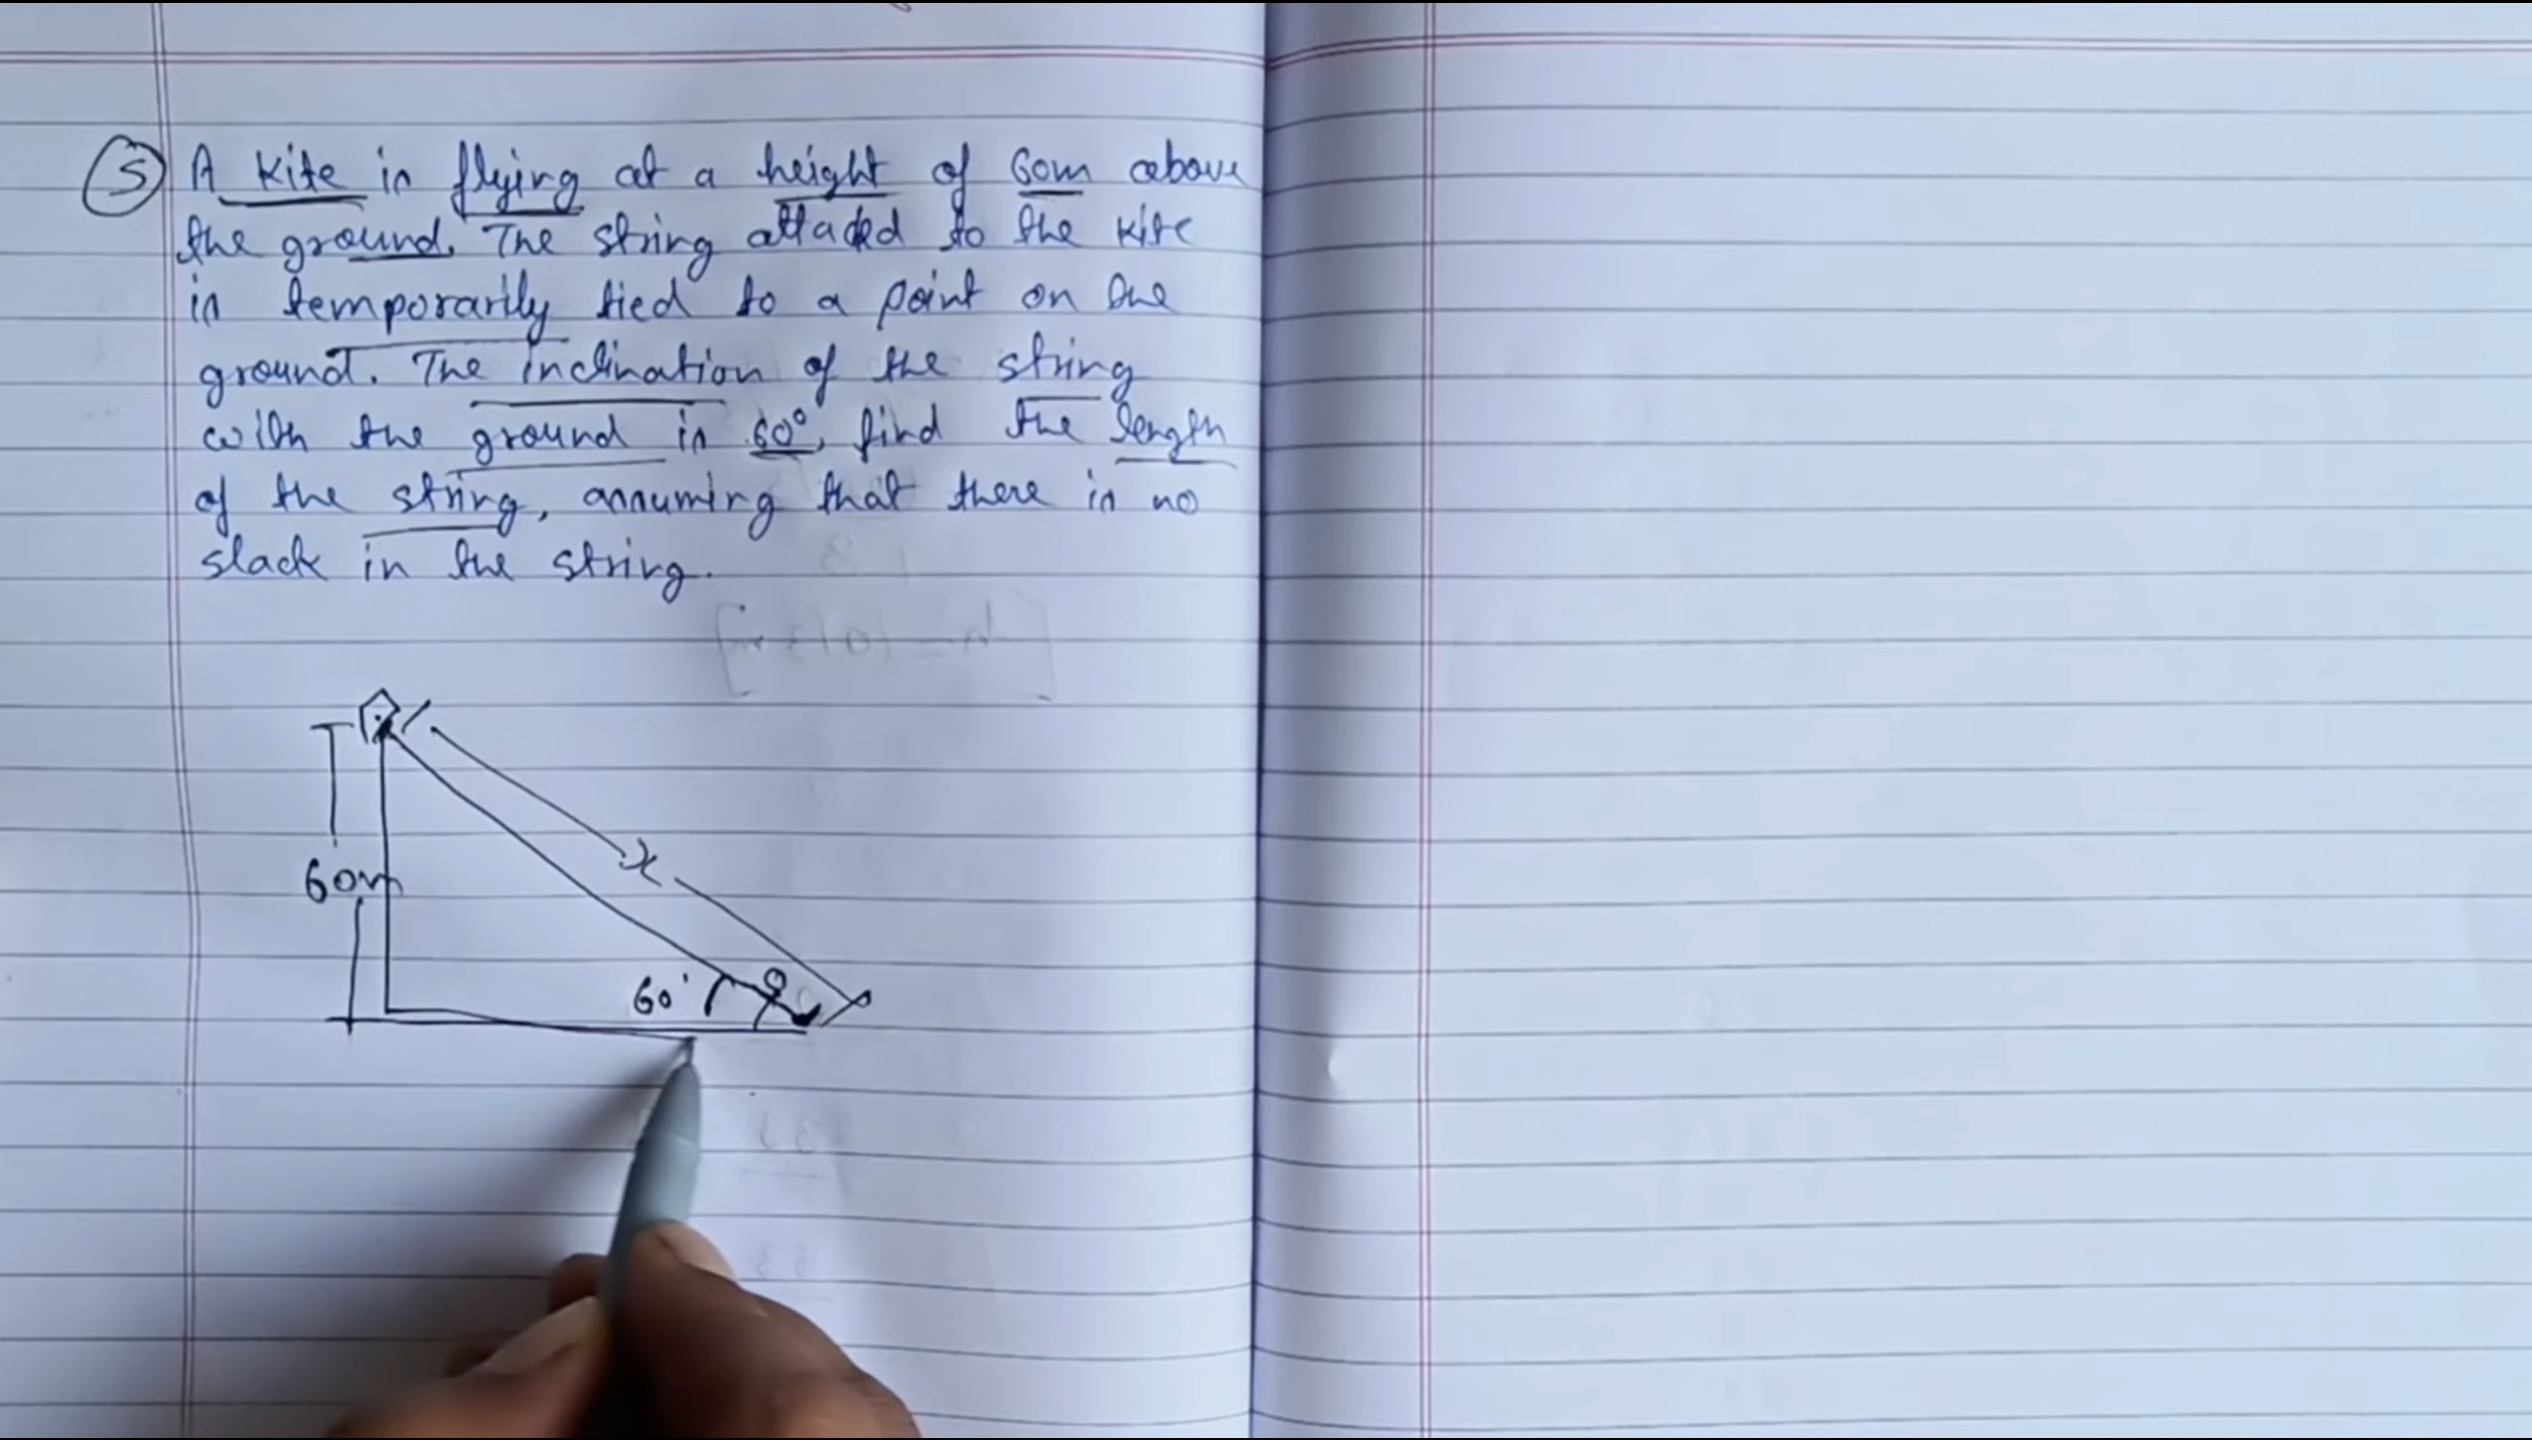 5 A kite is flying at a height of 60m above
the ground. The string attacked to the kite
is temporarily tied to a point on the
ground. The inclination of the string
with the ground is 60°, find the length
of the string, assuming that there is no
slack in the string.
60m
x
60°